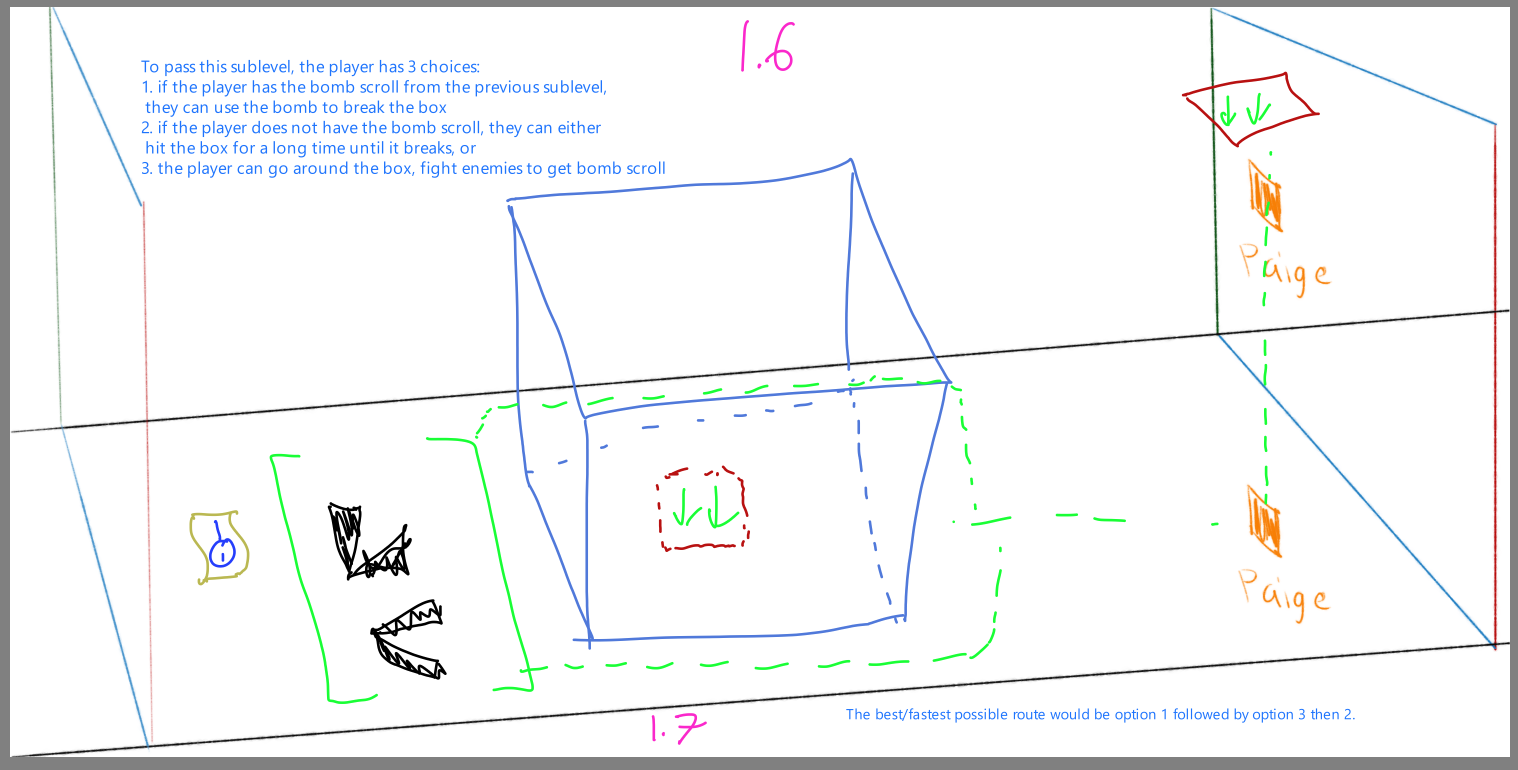 1.6
To pass this sublevel, the player has 3 choices:
1. if the player has the bomb scroll from the previous sublevel,
they can use the bomb to break the box
2. if the player does not have the bomb scroll, they can either
hit the box for a long time until it breaks, or
3. the player can go around the box, fight enemies to get bomb scroll
Paige
Paige
1.7
The best/fastest possible route would be option 1 followed by option 3 then 2.